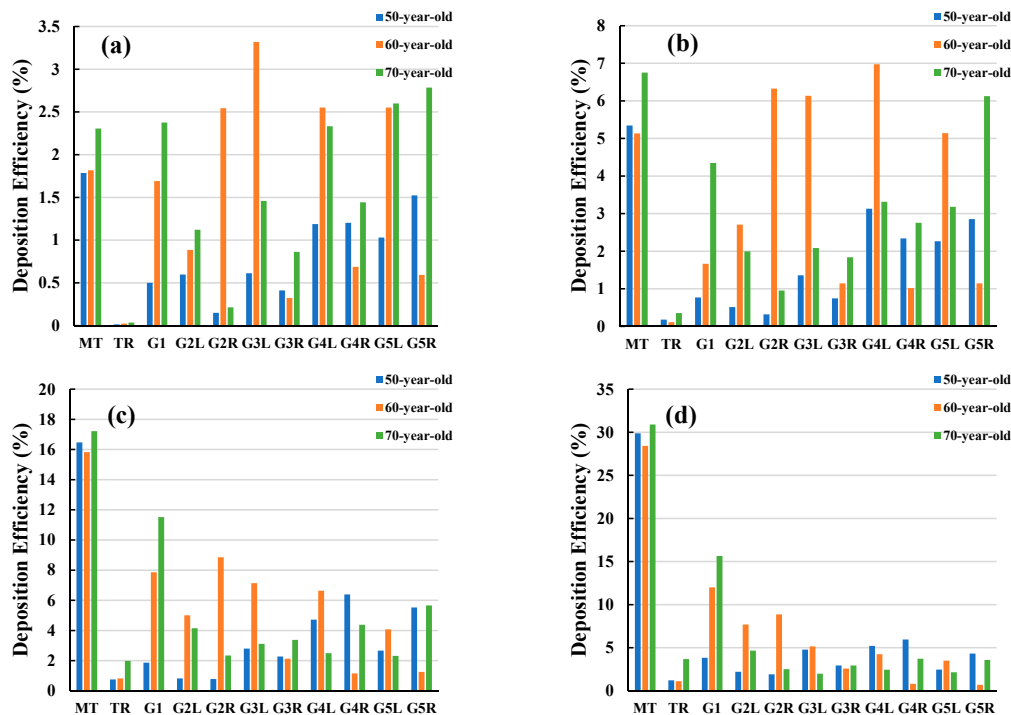 (a)
50-year-old
60-year-old
70-year-old
Deposition Efficiency (%)
3.5
3
2.5
2
1.5
1
0.5
0
MT TR G1 G2L G2R G3L G3R G4L G4R G5L G5R
(b)
50-year-old
60-year-old
70-year-old
Deposition Efficiency (%)
8
7
6
5
4
3
2
1
0
MT TR G1 G2L G2R G3L G3R G4L G4R G5L G5R
(c)
50-year-old
60-year-old
70-year-old
Deposition Efficiency (%)
20
18
16
14
12
10
8
6
4
2
0
MT TR G1 G2L G2R G3L G3R G4L G4R G5L G5R
(d)
50-year-old
60-year-old
70-year-old
Deposition Efficiency (%)
35
30
25
20
15
10
5
0
MT TR G1 G2L G2R G3L G3R G4L G4R G5L G5R